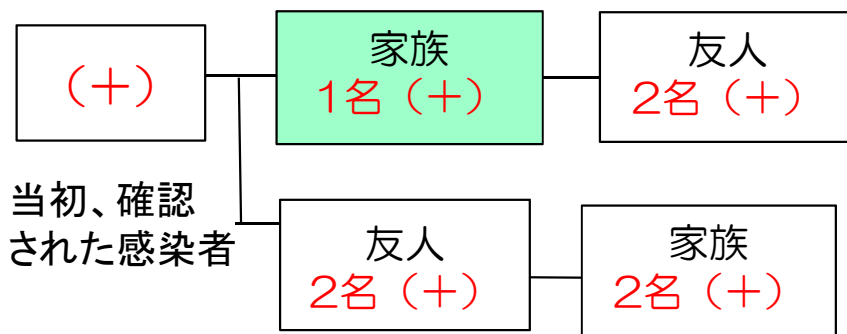 (＋)
家族
1名（＋）
友人
2名（＋）
当初、確認
された感染者
友人
2名（＋）
家族
2名（＋）